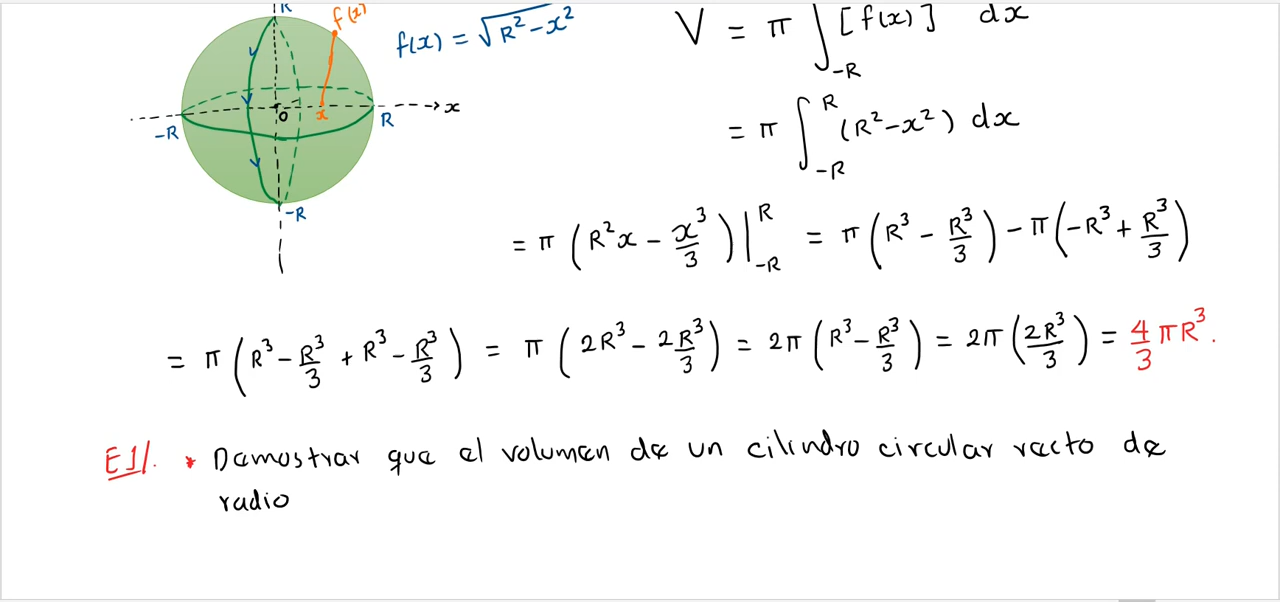 R
f(x)
f(x) = √(R² − x²)
V = π ∫_{-R} [f(x)] dx
-R
0
x
R
x
= π ∫_{-R}^{R} (R² − x²) dx
-R
= π (R²x − x³/3) |_{-R}^{R} = π (R³ − R³/3) − π (−R³ + R³/3)
= π (R³ − R³/3 + R³ − R³/3) = π (2R³ − 2R³/3) = 2π (R³ − R³/3) = 2π (2R³/3) = 4/3 πR³.
E1/. * Demostrar que el volumen de un cilindro circular recto de
radio